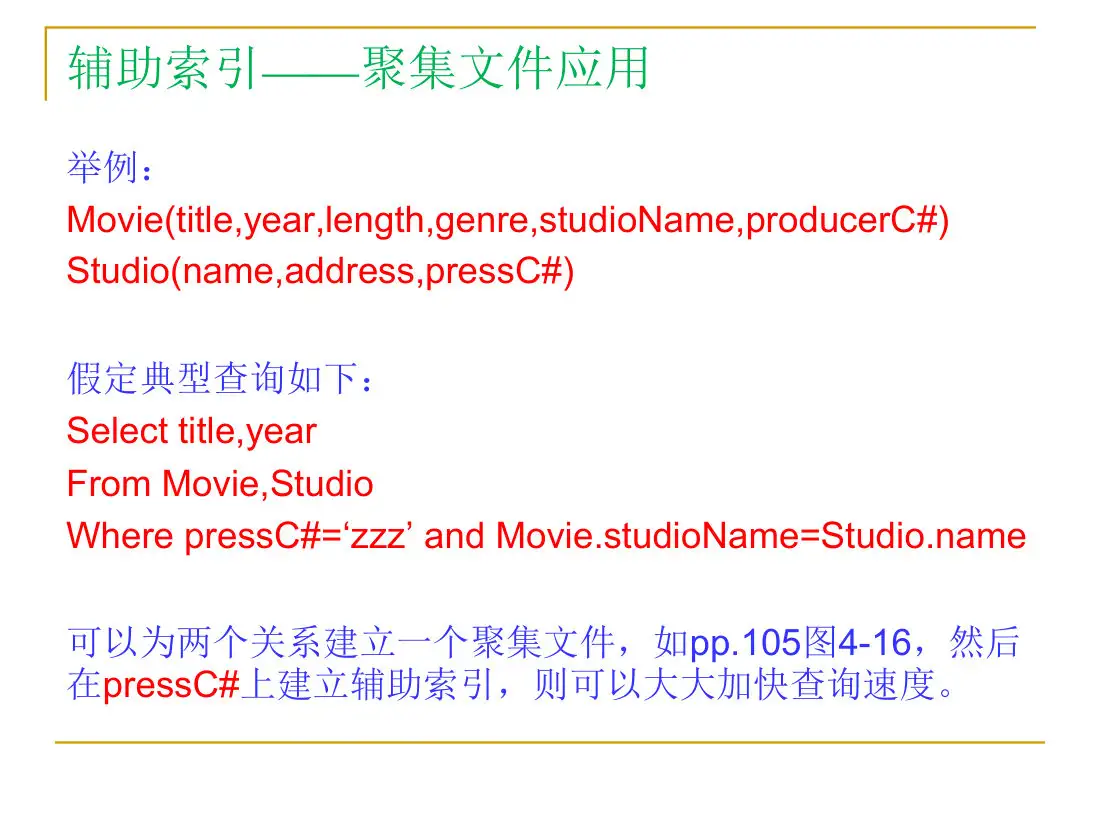 辅助索引——聚集文件应用
举例：
Movie(title,year,length,genre,studioName,producerC#)
Studio(name,address,pressC#)
假定典型查询如下：
Select title,year
From Movie,Studio
Where pressC#=‘zzz’ and Movie.studioName=Studio.name
可以为两个关系建立一个聚集文件，如pp.105图4-16，然后
在pressC#上建立辅助索引，则可以大大加快查询速度。